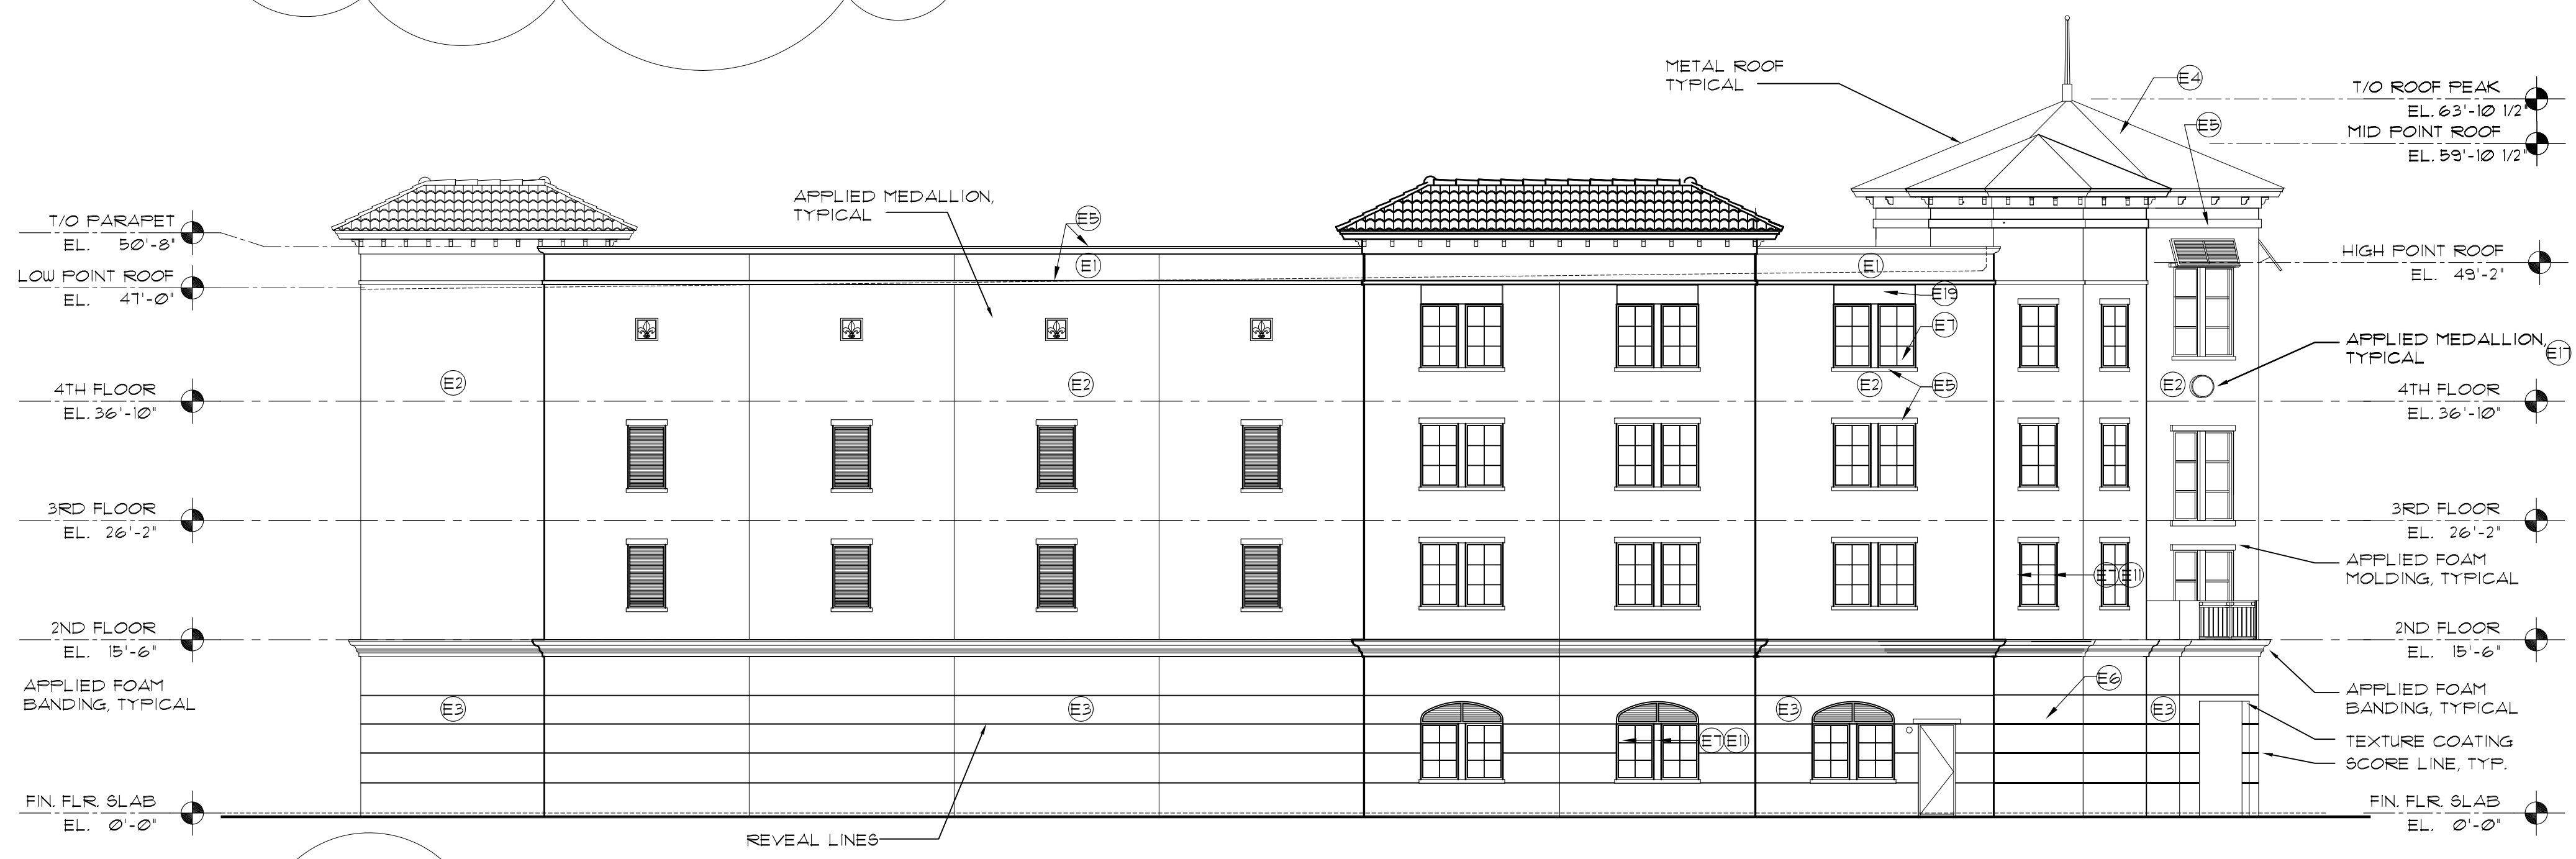 METAL ROOF
TYPICAL
E4
T/O ROOF PEAK
EL. 63'-10 1/2"
E5
MID POINT ROOF
EL. 59'-10 1/2"
APPLIED MEDALLION,
TYPICAL
E5
T/O PARAPET
EL. 50'-8"
E1
E1
HIGH POINT ROOF
EL. 49'-2"
LOW POINT ROOF
EL. 47'-0"
E19
E7
APPLIED MEDALLION,
TYPICAL
E17
E2
E2
E2
E5
E2
4TH FLOOR
EL. 36'-10"
4TH FLOOR
EL. 36'-10"
3RD FLOOR
EL. 26'-2"
3RD FLOOR
EL. 26'-2"
E7 E11
APPLIED FOAM
MOLDING, TYPICAL
2ND FLOOR
EL. 15'-6"
2ND FLOOR
EL. 15'-6"
APPLIED FOAM
BANDING, TYPICAL
E6
APPLIED FOAM
BANDING, TYPICAL
E3
E3
E3
E3
E7 E11
TEXTURE COATING
SCORE LINE, TYP.
FIN. FLR. SLAB
EL. 0'-0"
FIN. FLR. SLAB
EL. 0'-0"
REVEAL LINES